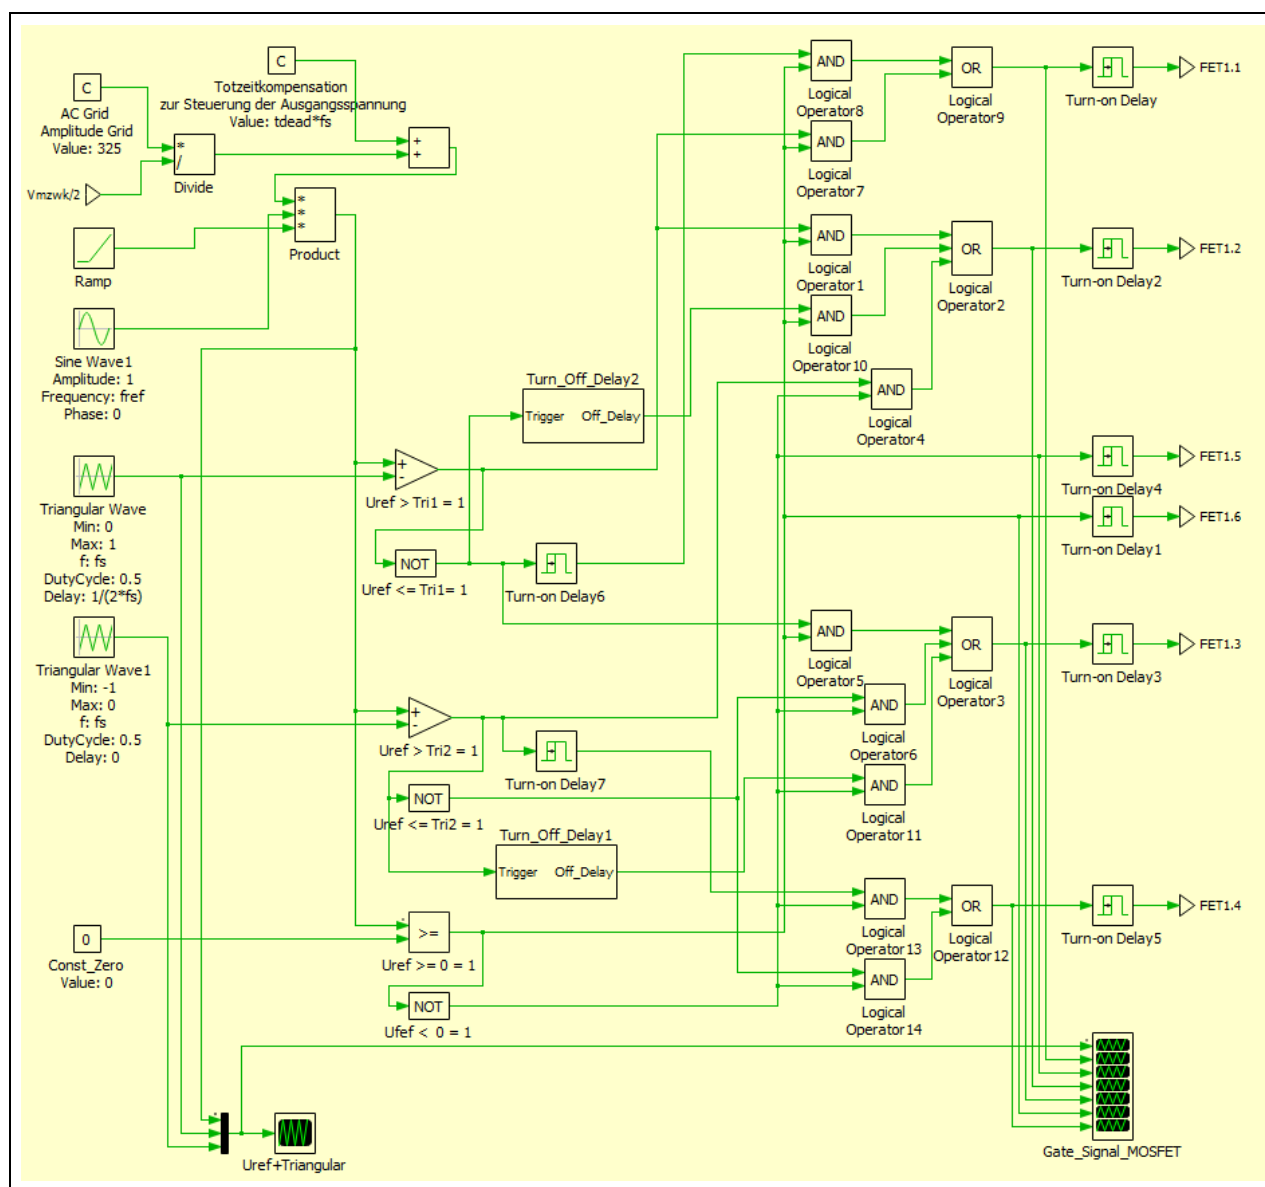 C
Totzeitkompensation
zur Steuerung der Ausgangsspannung
Value: tdead*fs
C
AC Grid
Amplitude Grid
Value: 325
*
/
Divide
+
+
Vmzwk/2
*
*
*
Product
Ramp
Sine Wave1
Amplitude: 1
Frequency: fref
Phase: 0
Triangular Wave
Min: 0
Max: 1
f: fs
DutyCycle: 0.5
Delay: 1/(2*fs)
Triangular Wave1
Min: -1
Max: 0
f: fs
DutyCycle: 0.5
Delay: 0
0
Const_Zero
Value: 0
+
-
Uref > Tri1 = 1
NOT
Uref <= Tri1= 1
Turn_Off_Delay2
Trigger Off_Delay
Turn-on Delay6
+
-
Uref > Tri2 = 1
Turn-on Delay7
NOT
Uref <= Tri2 = 1
Turn_Off_Delay1
Trigger Off_Delay
>=
Uref >= 0 = 1
NOT
Ufef < 0 = 1
Uref+Triangular
AND
Logical
Operator8
AND
Logical
Operator7
OR
Logical
Operator9
Turn-on Delay
FET1.1
AND
Logical
Operator1
AND
Logical
Operator10
OR
Logical
Operator2
AND
Logical
Operator4
Turn-on Delay2
FET1.2
Turn-on Delay4
FET1.5
Turn-on Delay1
FET1.6
AND
Logical
Operator5
AND
Logical
Operator6
AND
Logical
Operator11
OR
Logical
Operator3
Turn-on Delay3
FET1.3
AND
Logical
Operator13
AND
Logical
Operator14
OR
Logical
Operator12
Turn-on Delay5
FET1.4
Gate_Signal_MOSFET